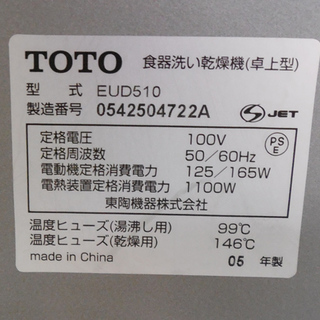 TOTO 食器洗い乾燥機(卓上型)
型 式 EUD510
製造番号 0542504722A
S JET
定格電圧 100V
定格周波数 50/60Hz
電動機定格消費電力 125/165W
電熱装置定格消費電力 1100W
東陶機器株式会社
PS
E
温度ヒューズ(湯沸し用) 99℃
温度ヒューズ(乾燥用) 146℃
made in China 05 年製